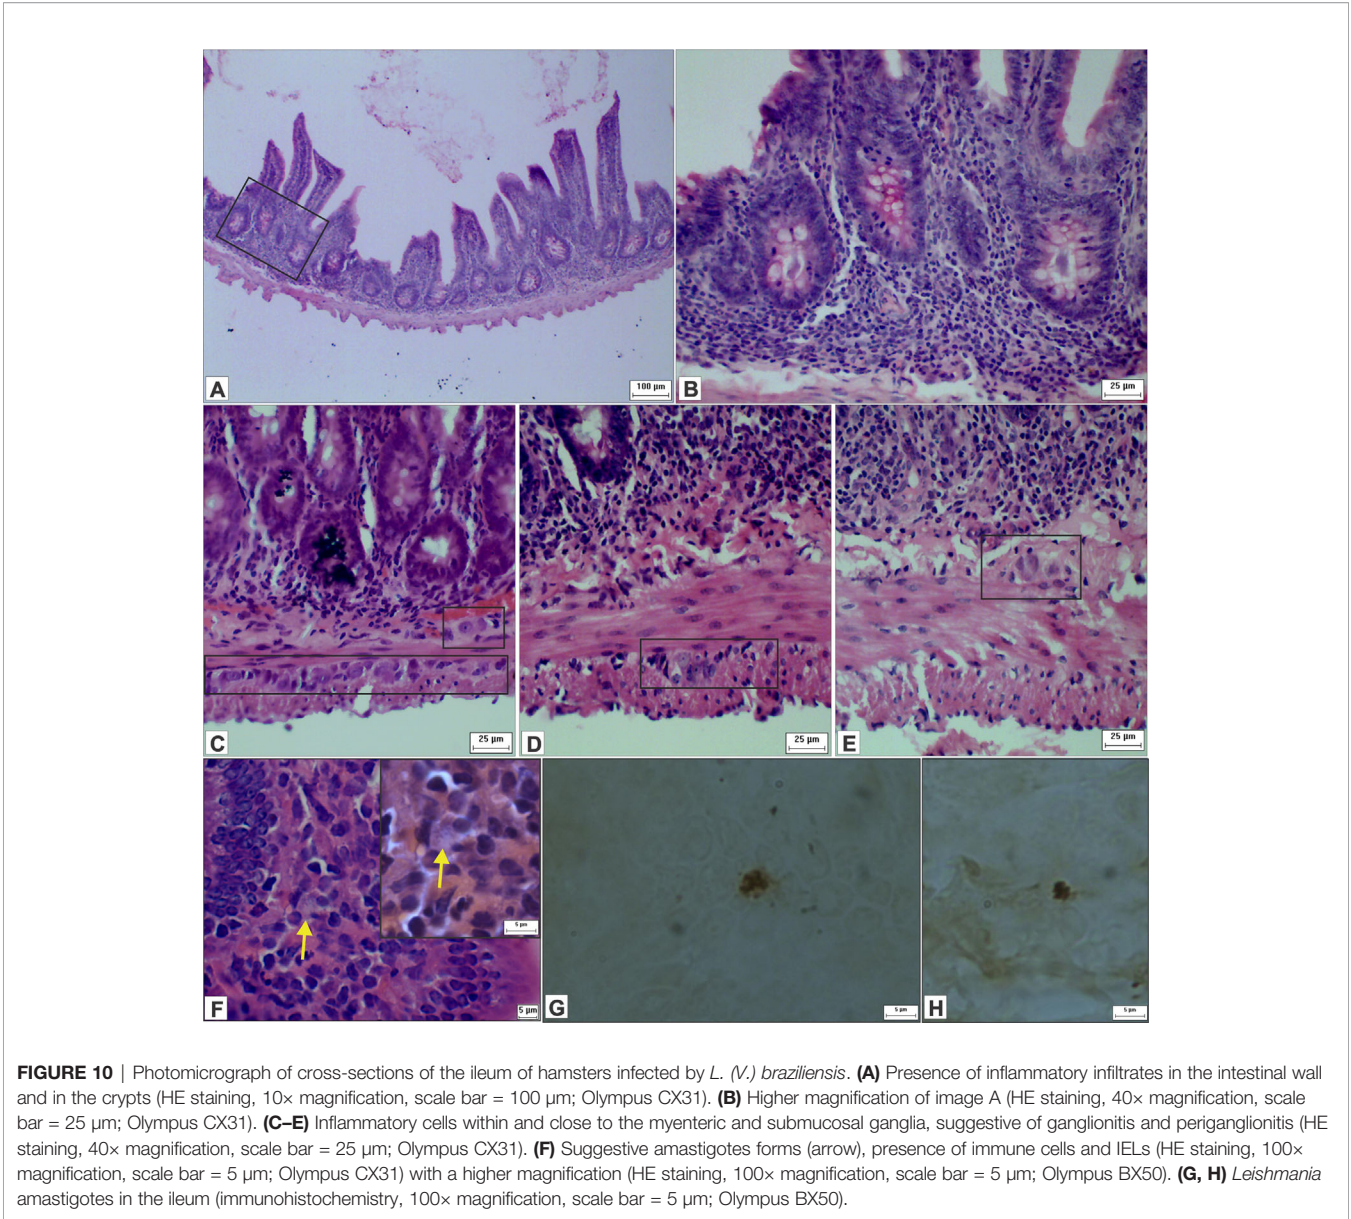 A
100 µm
B
25 µm
C
25 µm
D
25 µm
E
25 µm
F
5 µm
5 µm
G
5 µm
H
5 µm
FIGURE 10 | Photomicrograph of cross-sections of the ileum of hamsters infected by L. (V.) braziliensis. (A) Presence of inflammatory infiltrates in the intestinal wall
and in the crypts (HE staining, 10× magnification, scale bar = 100 µm; Olympus CX31). (B) Higher magnification of image A (HE staining, 40× magnification, scale
bar = 25 µm; Olympus CX31). (C–E) Inflammatory cells within and close to the myenteric and submucosal ganglia, suggestive of ganglionitis and periganglionitis (HE
staining, 40× magnification, scale bar = 25 µm; Olympus CX31). (F) Suggestive amastigotes forms (arrow), presence of immune cells and IELs (HE staining, 100×
magnification, scale bar = 5 µm; Olympus CX31) with a higher magnification (HE staining, 100× magnification, scale bar = 5 µm; Olympus BX50). (G, H) Leishmania
amastigotes in the ileum (immunohistochemistry, 100× magnification, scale bar = 5 µm; Olympus BX50).